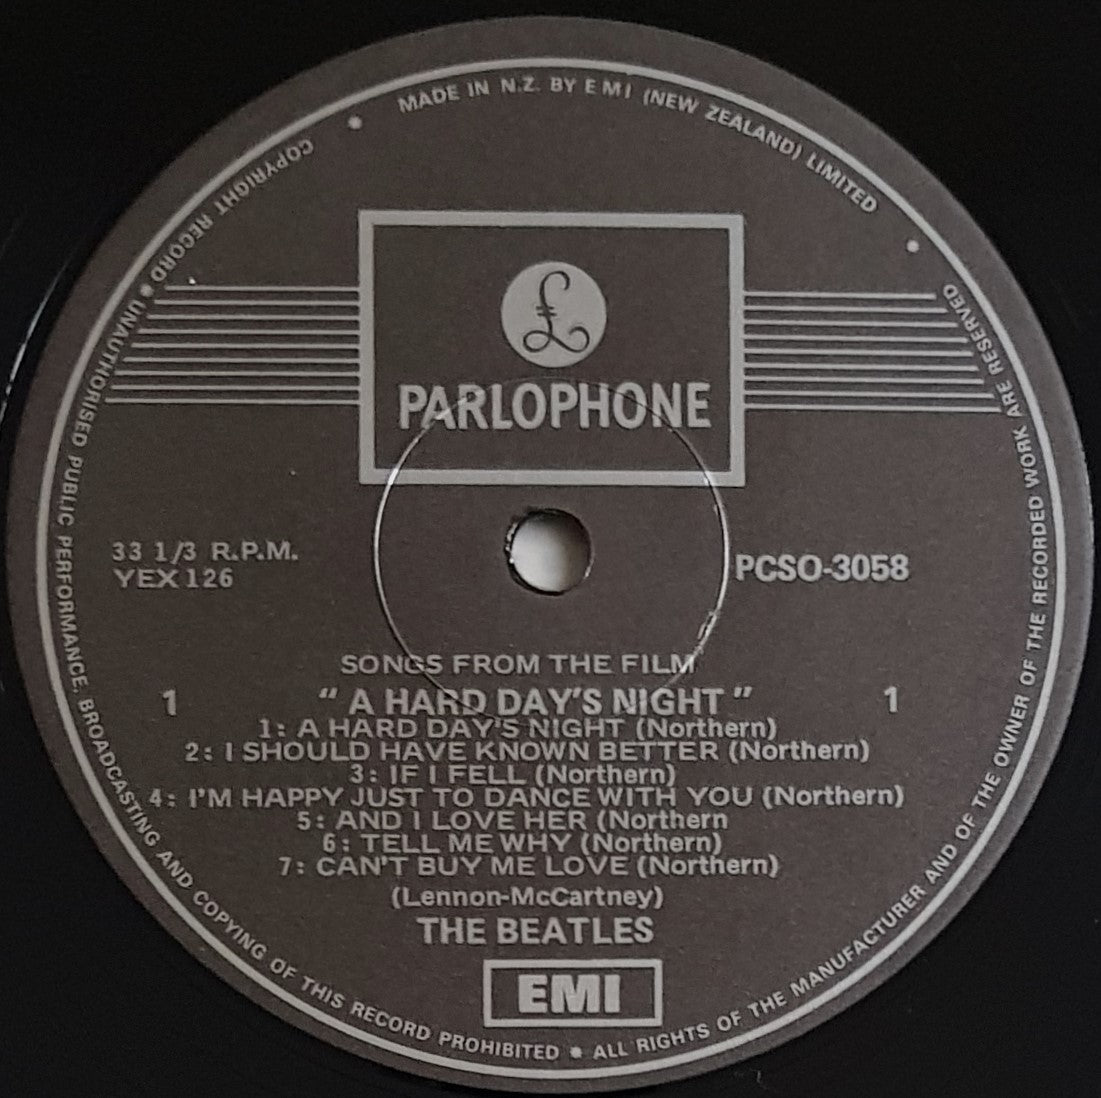 MADE IN N.Z. BY EMI (NEW ZEALAND) LIMITED
COPYRIGHT RECORD • UNAUTHORISED PUBLIC PERFORMANCE, BROADCASTING AND COPYING OF THIS RECORD PROHIBITED • ALL RIGHTS OF THE MANUFACTURER AND OF THE OWNER OF THE RECORDED WORK ARE RESERVED
£
PARLOPHONE
33 1/3 R.P.M.
YEX 126
PCSO-3058
SONGS FROM THE FILM
1 " A HARD DAY'S NIGHT " 1
1: A HARD DAY'S NIGHT (Northern)
2: I SHOULD HAVE KNOWN BETTER (Northern)
3: IF I FELL (Northern)
4: I'M HAPPY JUST TO DANCE WITH YOU (Northern)
5: AND I LOVE HER (Northern
6: TELL ME WHY (Northern)
7: CAN'T BUY ME LOVE (Northern)
(Lennon-McCartney)
THE BEATLES
EMI